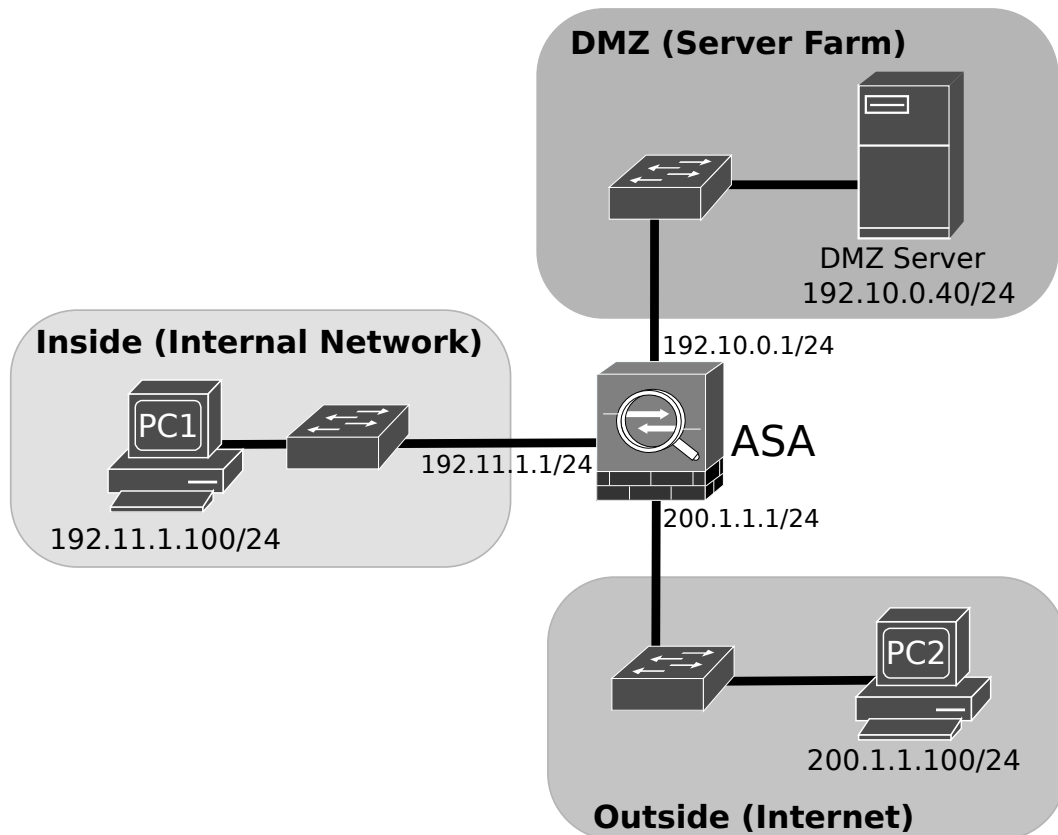 DMZ (Server Farm)
DMZ Server
192.10.0.40/24
192.10.0.1/24
Inside (Internal Network)
PC1
192.11.1.1/24
192.11.1.100/24
ASA
200.1.1.1/24
PC2
200.1.1.100/24
Outside (Internet)